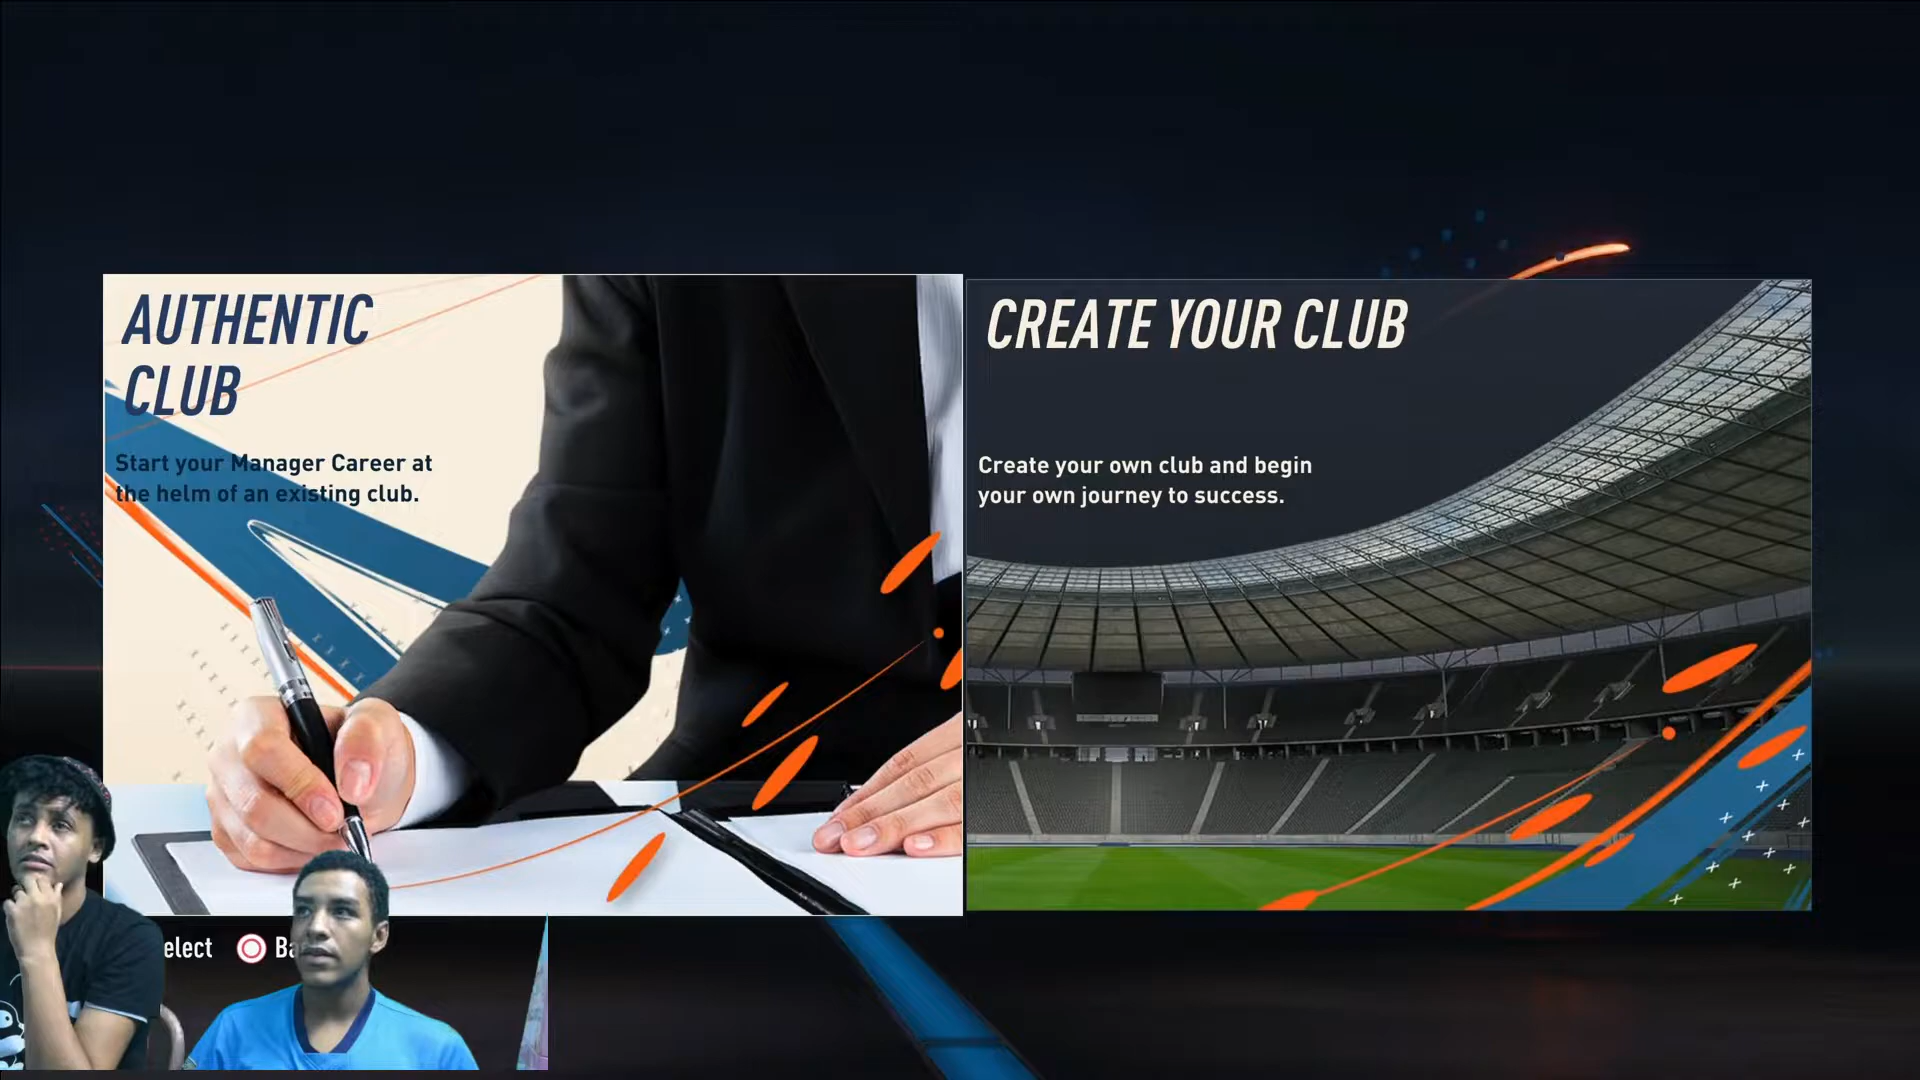 AUTHENTIC
CLUB
Start your Manager Career at
the helm of an existing club.
CREATE YOUR CLUB
Create your own club and begin
your own journey to success.